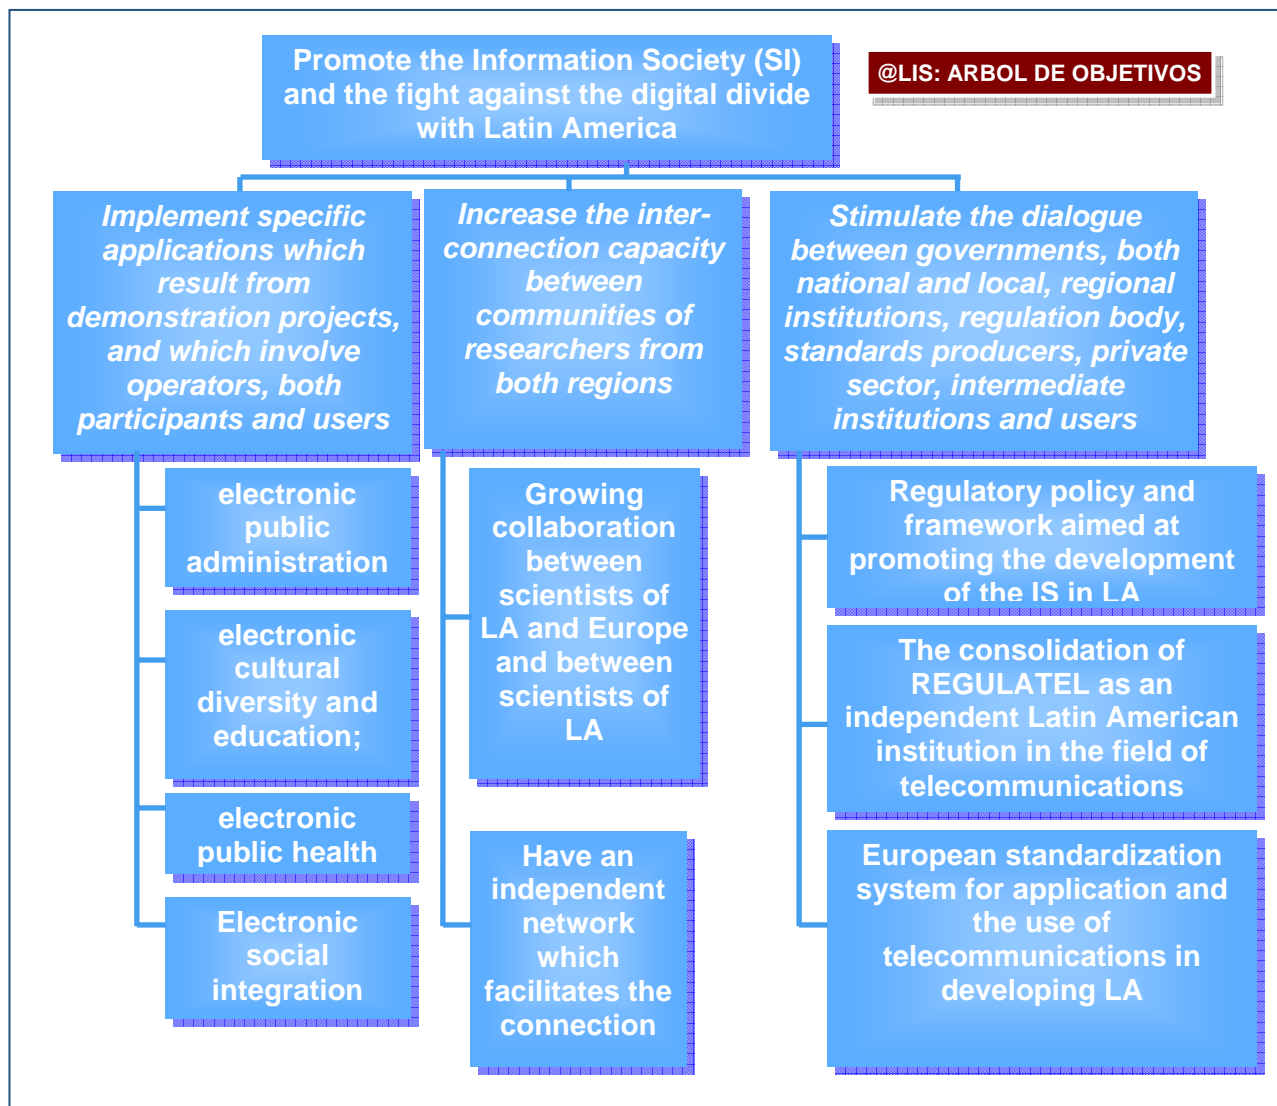 Promote the Information Society (SI)
and the fight against the digital divide
with Latin America
@LIS: ARBOL DE OBJETIVOS
Implement specific
applications which
result from
demonstration projects,
and which involve
operators, both
participants and users
electronic
public
administration
electronic
cultural
diversity and
education;
electronic
public health
Electronic
social
integration
Increase the inter-
connection capacity
between
communities of
researchers from
both regions
Growing
collaboration
between
scientists of
LA and Europe
and between
scientists of
LA
Have an
independent
network
which
facilitates the
connection
Stimulate the dialogue
between governments, both
national and local, regional
institutions, regulation body,
standards producers, private
sector, intermediate
institutions and users
Regulatory policy and
framework aimed at
promoting the development
of the IS in LA
The consolidation of
REGULATEL as an
independent Latin American
institution in the field of
telecommunications
European standardization
system for application and
the use of
telecommunications in
developing LA